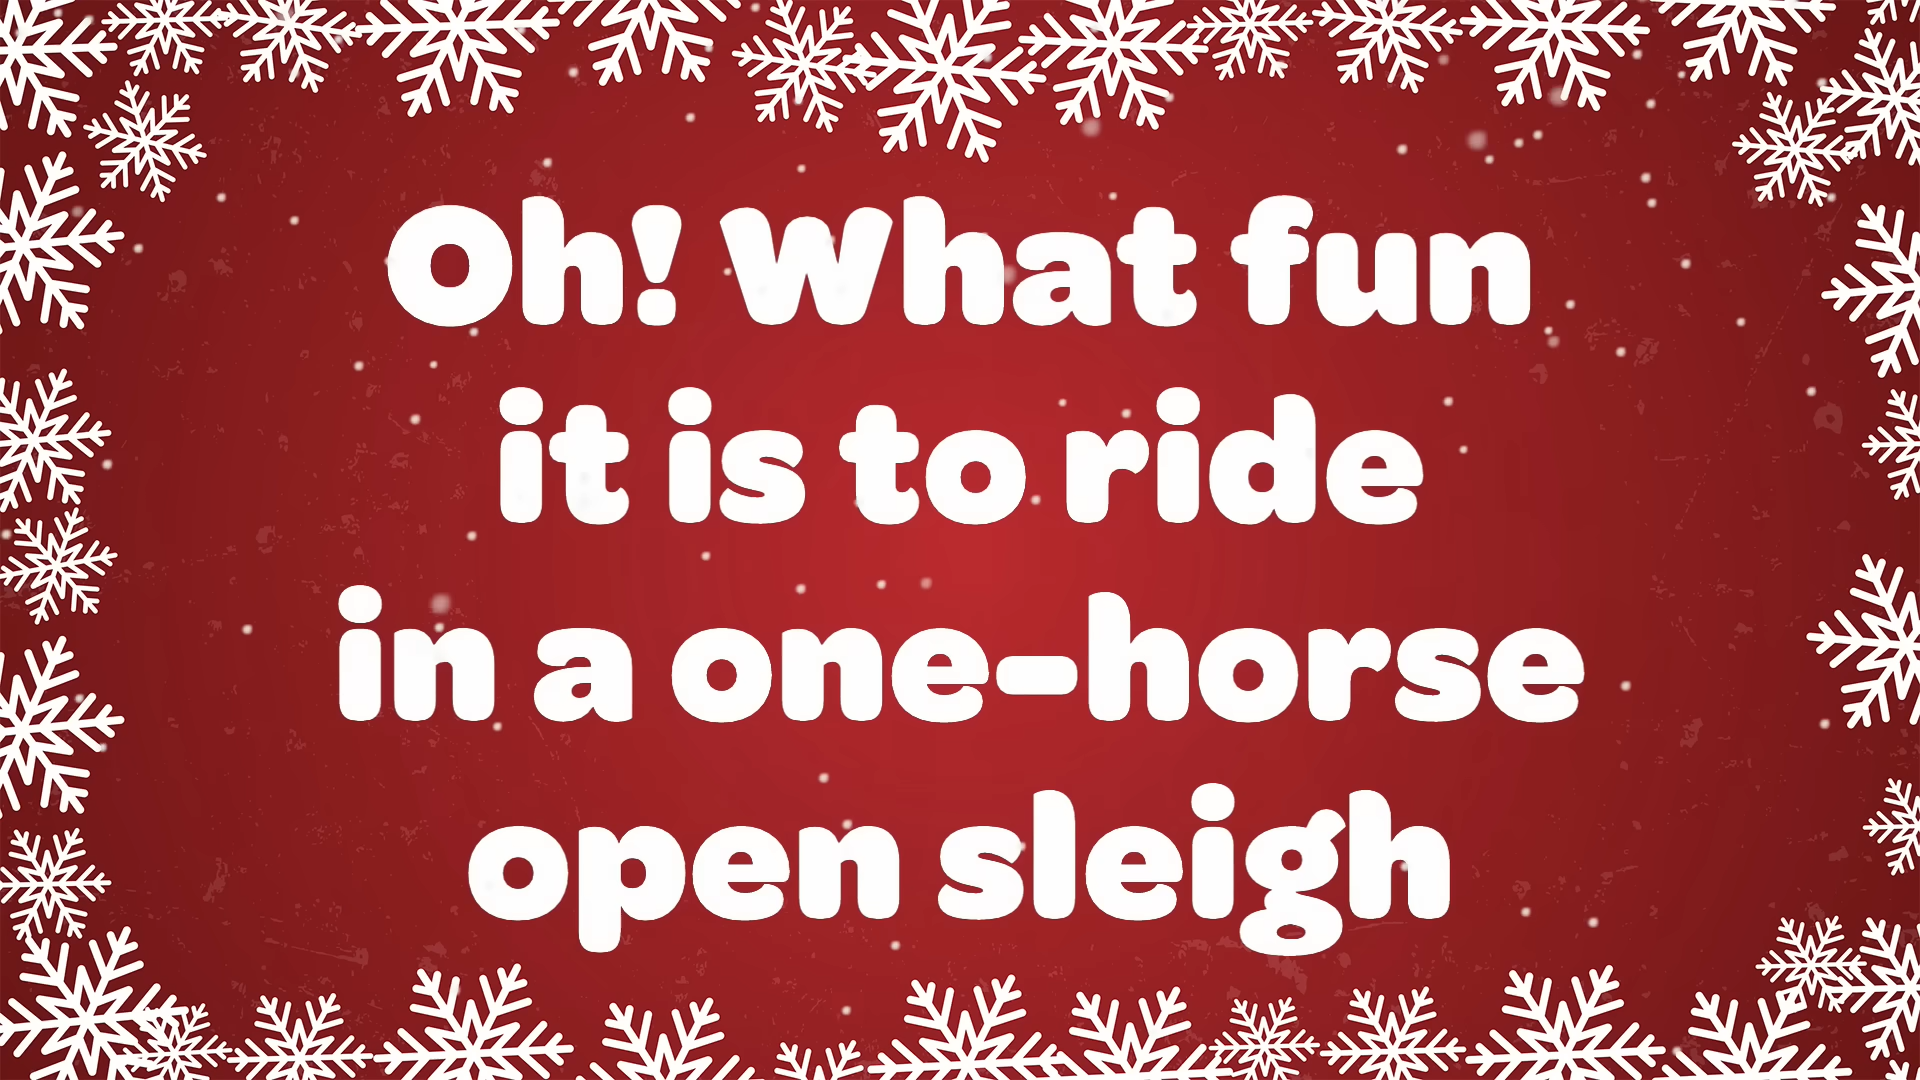 Oh! What fun
it is to ride
in a one-horse
open sleigh